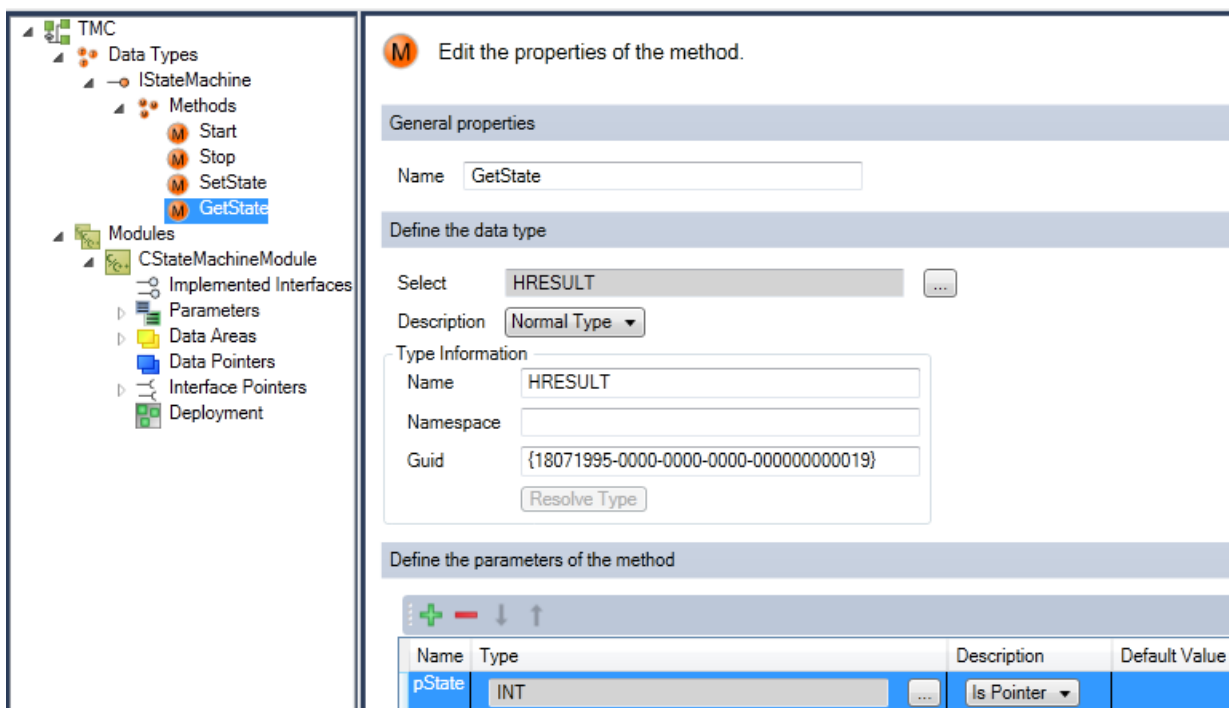 TMC
Data Types
IStateMachine
Methods
M Start
M Stop
M SetState
M GetState
Modules
CStateMachineModule
Implemented Interfaces
Parameters
Data Areas
Data Pointers
Interface Pointers
Deployment
M Edit the properties of the method.
General properties
Name GetState
Define the data type
Select HRESULT ...
Description Normal Type
Type Information
Name HRESULT
Namespace
Guid {18071995-0000-0000-0000-000000000019}
Resolve Type
Define the parameters of the method
Name Type Description Default Value
pState INT ... Is Pointer